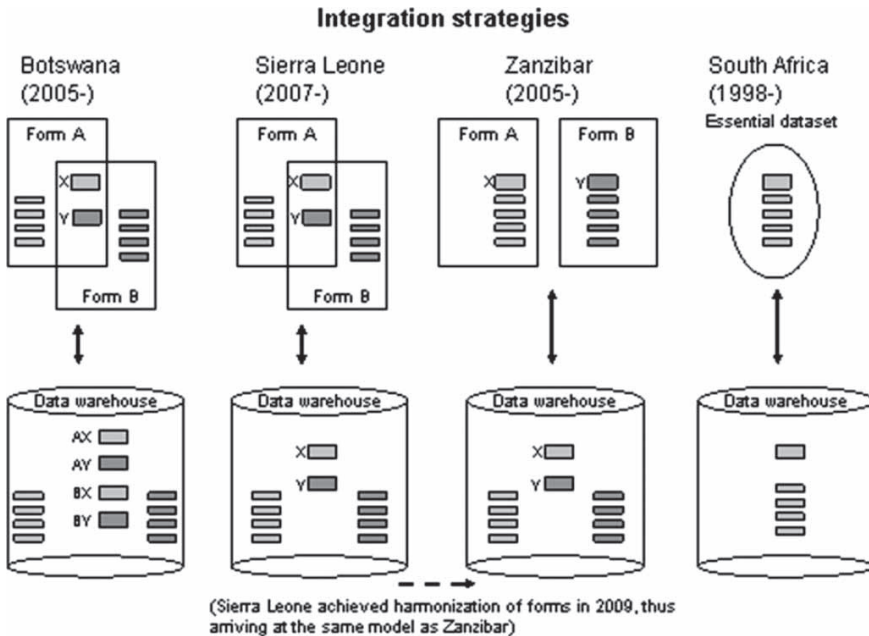 Integration strategies
Botswana
(2005-)
Sierra Leone
(2007-)
Zanzibar
(2005-)
South Africa
(1998-)
Essential dataset
Form A
X
Y
Form B
Form A
X
Y
Form B
Form A
X
Form B
Y
Data warehouse
AX
AY
BX
BY
Data warehouse
X
Y
Data warehouse
X
Y
Data warehouse
(Sierra Leone achieved harmonization of forms in 2009, thus
arriving at the same model as Zanzibar)